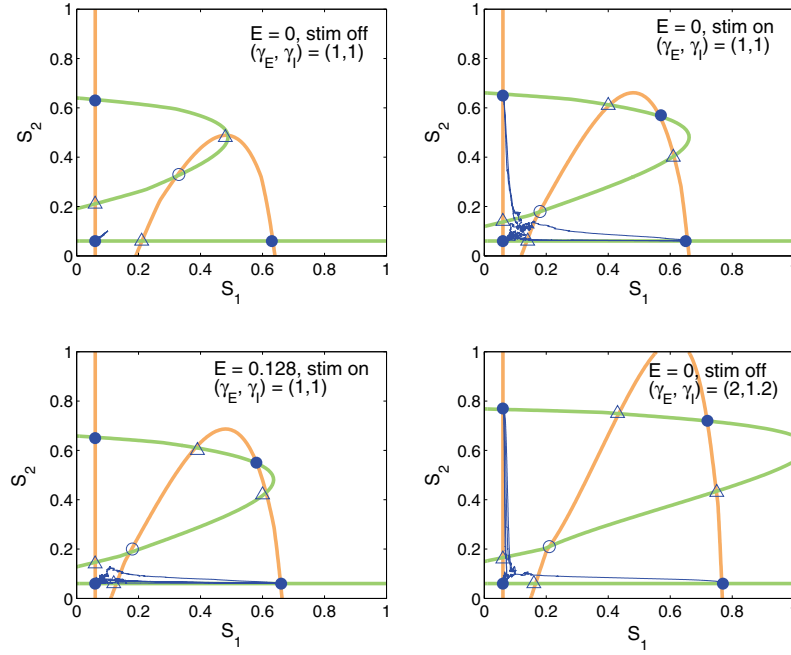 1
0.8
0.6
0.4
0.2
0
0 0.2 0.4 0.6 0.8 1
S2
S1
E = 0, stim off
(γE, γI) = (1,1)
1
0.8
0.6
0.4
0.2
0
0 0.2 0.4 0.6 0.8 1
S2
S1
E = 0, stim on
(γE, γI) = (1,1)
1
0.8
0.6
0.4
0.2
0
0 0.2 0.4 0.6 0.8 1
S2
S1
E = 0.128, stim on
(γE, γI) = (1,1)
1
0.8
0.6
0.4
0.2
0
0 0.2 0.4 0.6 0.8 1
S2
S1
E = 0, stim off
(γE, γI) = (2,1.2)